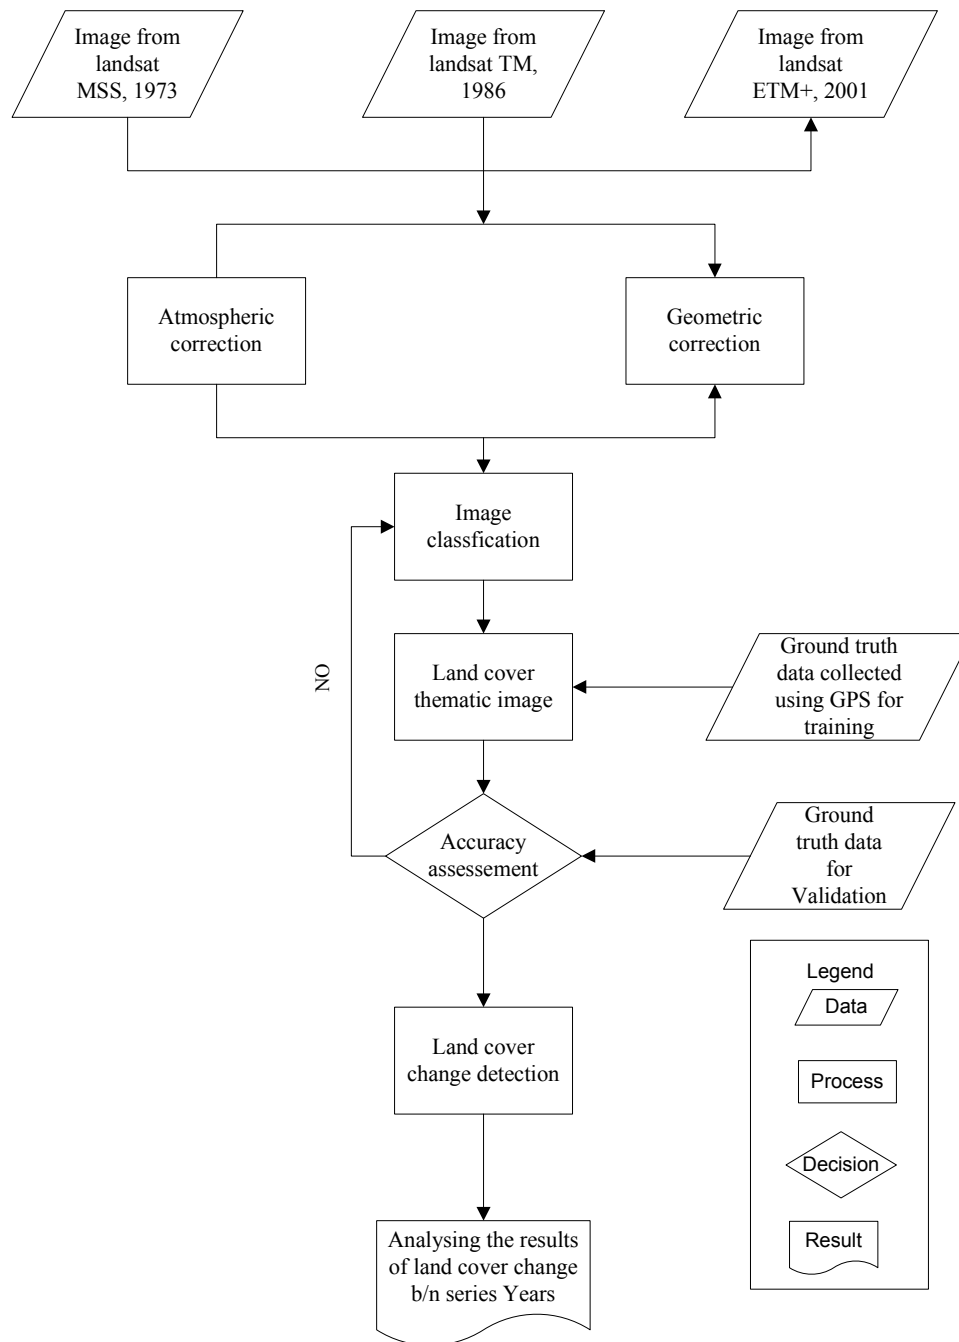 Image from
landsat
MSS, 1973
Image from
landsat TM,
1986
Image from
landsat
ETM+, 2001
Atmospheric
correction
Geometric
correction
Image
classfication
NO
Land cover
thematic image
Ground truth
data collected
using GPS for
training
Accuracy
assessement
Ground
truth data
for
Validation
Land cover
change detection
Analysing the results
of land cover change
b/n series Years
Legend
Data
Process
Decision
Result